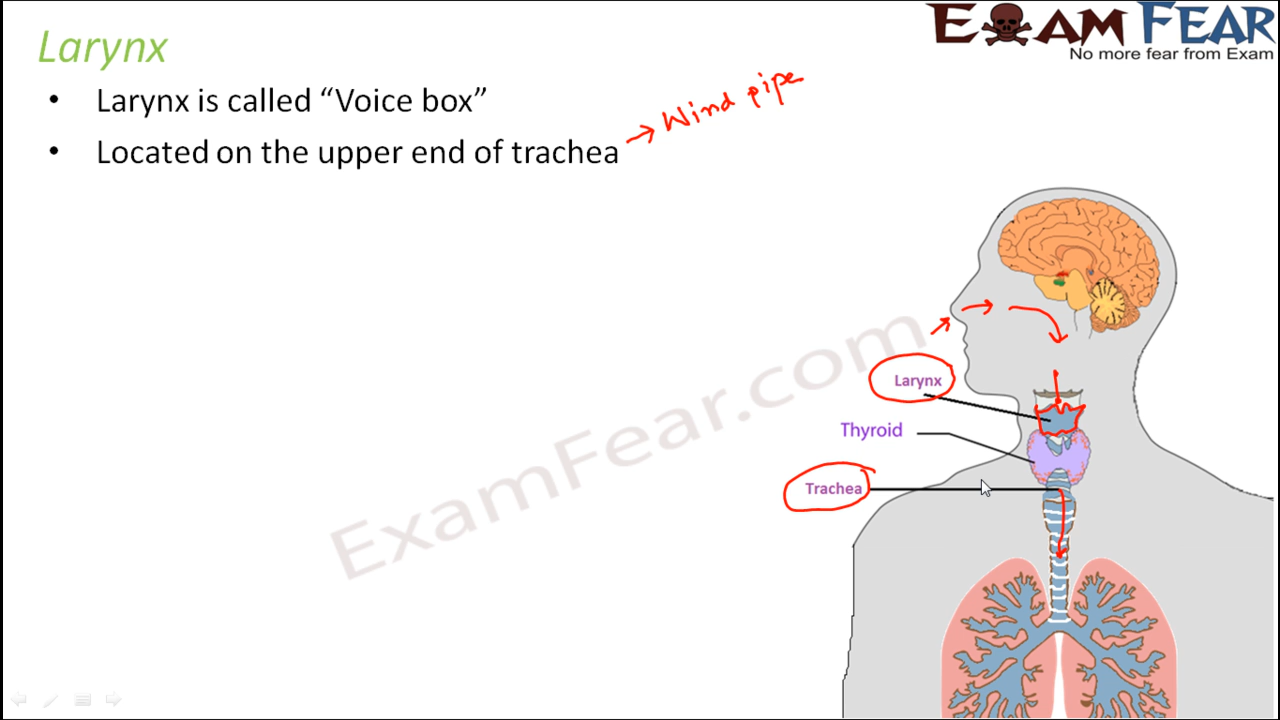 Larynx
EXAM FEAR
No more fear from Exam
• Larynx is called “Voice box”
• Located on the upper end of trachea → Wind pipe
Larynx
Thyroid
Trachea
ExamFear.com